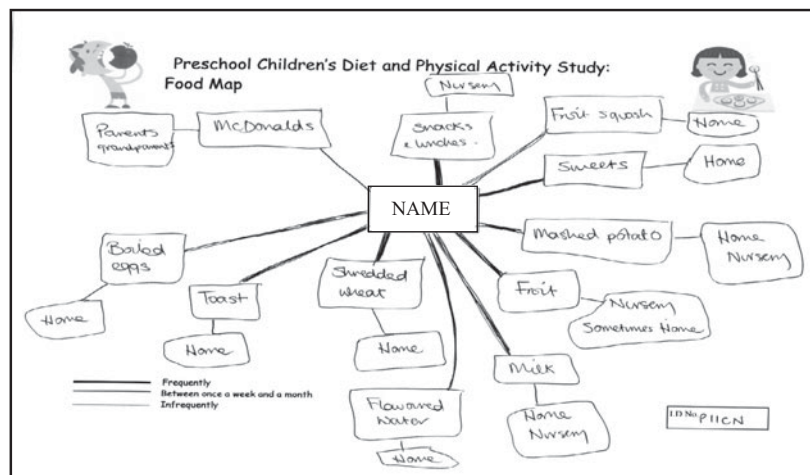 Preschool Children's Diet and Physical Activity Study:
Food Map
Nursery
Snacks
& lunches.
Fruit squash
Home
Parents
grandparents
McDonalds
Sweets
Home
NAME
Mashed potato
Home
Nursery
Boiled
eggs
Home
Toast
Home
Shredded
wheat
Home
Fruit
Nursery
Sometimes Home
Milk
Home
Nursery
Flavoured
Water
Home
Frequently
Between once a week and a month
Infrequently
I.D No. P11CN